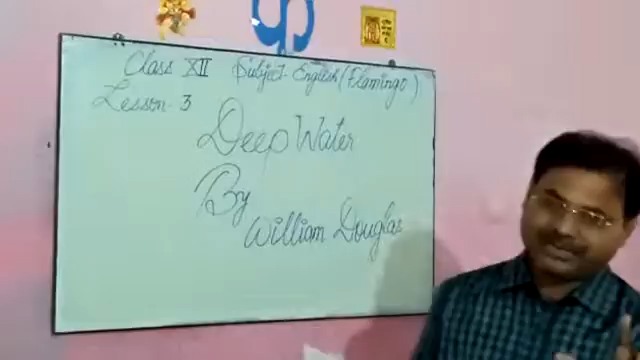 Class XII Subject- English (Flamingo)
Lesson- 3
Deep Water
By
William Douglas